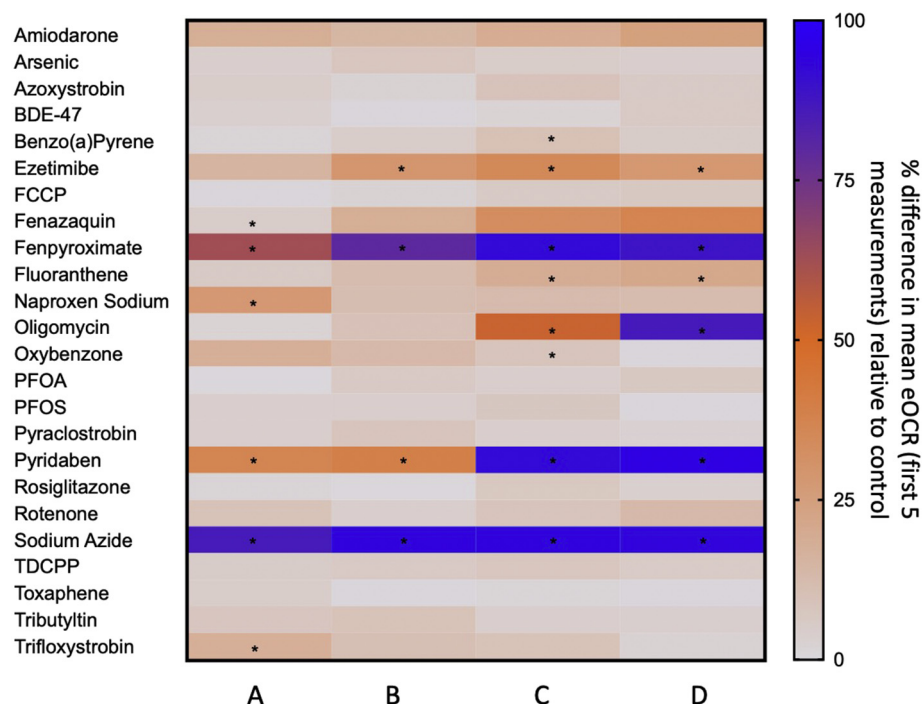 Amiodarone
Arsenic
Azoxystrobin
BDE-47
Benzo(a)Pyrene
*
Ezetimibe
* * *
FCCP
Fenazaquin
*
Fenpyroximate
* * * *
Fluoranthene
* *
Naproxen Sodium
*
Oligomycin
* *
Oxybenzone
*
PFOA
PFOS
Pyraclostrobin
Pyridaben
* * * *
Rosiglitazone
Rotenone
Sodium Azide
* * * *
TDCPP
Toxaphene
Tributyltin
Trifloxystrobin
*
A B C D
100
75
50
25
0
% difference in mean eOCR (first 5
measurements) relative to control